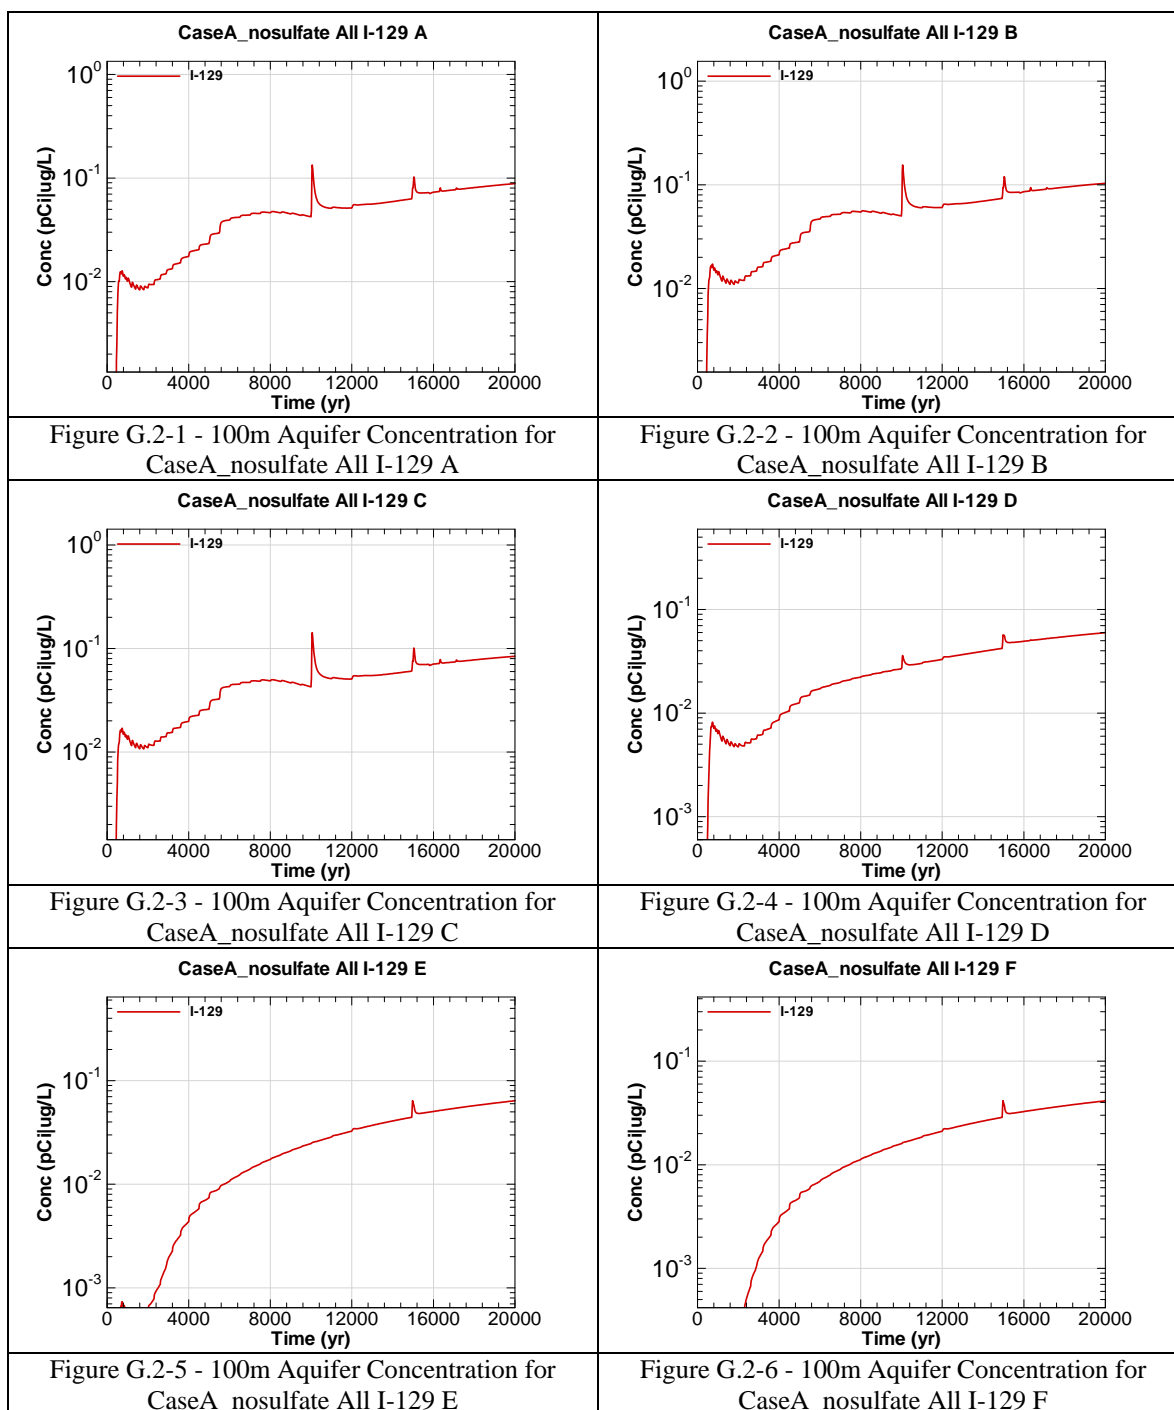 CaseA_nosulfate All I-129 A
I-129
10^0
10^-1
10^-2
Conc (pCi|ug/L)
0 4000 8000 12000 16000 20000
Time (yr)
Figure G.2-1 - 100m Aquifer Concentration for
CaseA_nosulfate All I-129 A
CaseA_nosulfate All I-129 B
I-129
10^0
10^-1
10^-2
Conc (pCi|ug/L)
0 4000 8000 12000 16000 20000
Time (yr)
Figure G.2-2 - 100m Aquifer Concentration for
CaseA_nosulfate All I-129 B
CaseA_nosulfate All I-129 C
I-129
10^0
10^-1
10^-2
Conc (pCi|ug/L)
0 4000 8000 12000 16000 20000
Time (yr)
Figure G.2-3 - 100m Aquifer Concentration for
CaseA_nosulfate All I-129 C
CaseA_nosulfate All I-129 D
I-129
10^-1
10^-2
10^-3
Conc (pCi|ug/L)
0 4000 8000 12000 16000 20000
Time (yr)
Figure G.2-4 - 100m Aquifer Concentration for
CaseA_nosulfate All I-129 D
CaseA_nosulfate All I-129 E
I-129
10^-1
10^-2
10^-3
Conc (pCi|ug/L)
0 4000 8000 12000 16000 20000
Time (yr)
Figure G.2-5 - 100m Aquifer Concentration for
CaseA_nosulfate All I-129 E
CaseA_nosulfate All I-129 F
I-129
10^-1
10^-2
10^-3
Conc (pCi|ug/L)
0 4000 8000 12000 16000 20000
Time (yr)
Figure G.2-6 - 100m Aquifer Concentration for
CaseA_nosulfate All I-129 F